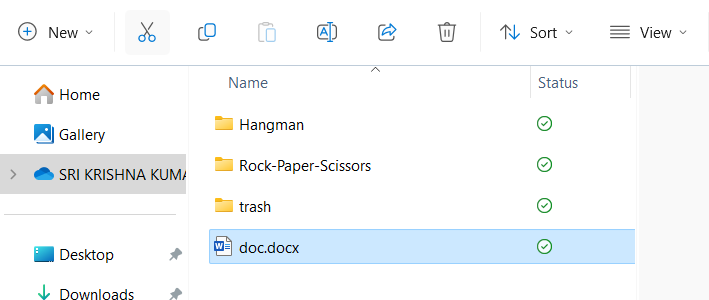 New Sort View
Name Status
Home
Gallery
SRI KRISHNA KUMA
Desktop
Downloads
Hangman
Rock-Paper-Scissors
trash
doc.docx